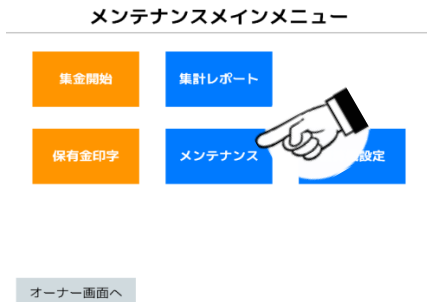 メンテナンスメインメニュー
集金開始
集計レポート
保有金印字
メンテナンス
設定
オーナー画面へ